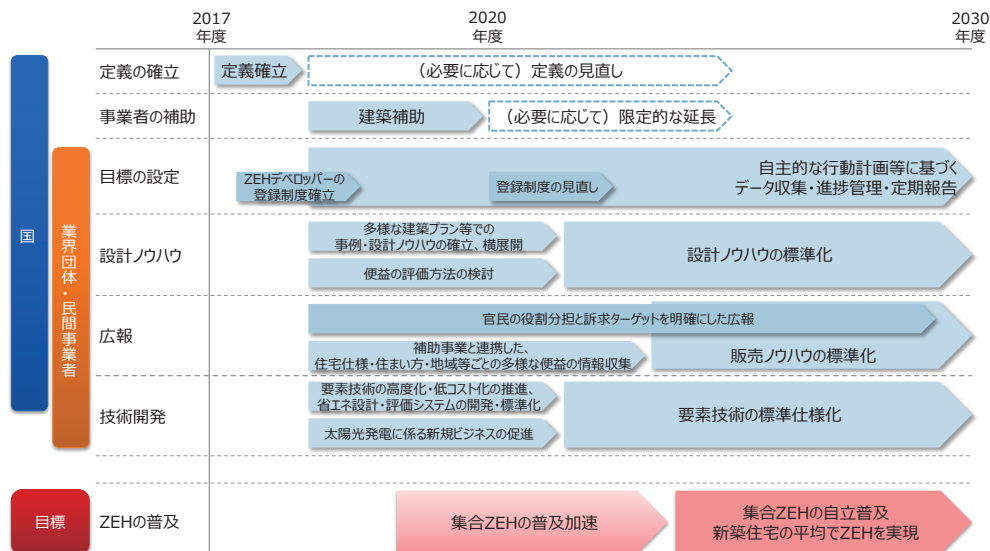 2017
年度
2020
年度
2030
年度
国
業界団体・民間事業者
定義の確立
定義確立
（必要に応じて）定義の見直し
事業者の補助
建築補助
（必要に応じて）限定的な延長
目標の設定
ZEHデベロッパーの
登録制度確立
登録制度の見直し
自主的な行動計画等に基づく
データ収集・進捗管理・定期報告
設計ノウハウ
多様な建築プラン等での
事例・設計ノウハウの確立、横展開
便益の評価方法の検討
設計ノウハウの標準化
広報
官民の役割分担と訴求ターゲットを明確にした広報
補助事業と連携した、
住宅仕様・住まい方・地域等ごとの多様な便益の情報収集
販売ノウハウの標準化
技術開発
要素技術の高度化・低コスト化の推進、
省エネ設計・評価システムの開発・標準化
太陽光発電に係る新規ビジネスの促進
要素技術の標準仕様化
目標
ZEHの普及
集合ZEHの普及加速
集合ZEHの自立普及
新築住宅の平均でZEHを実現